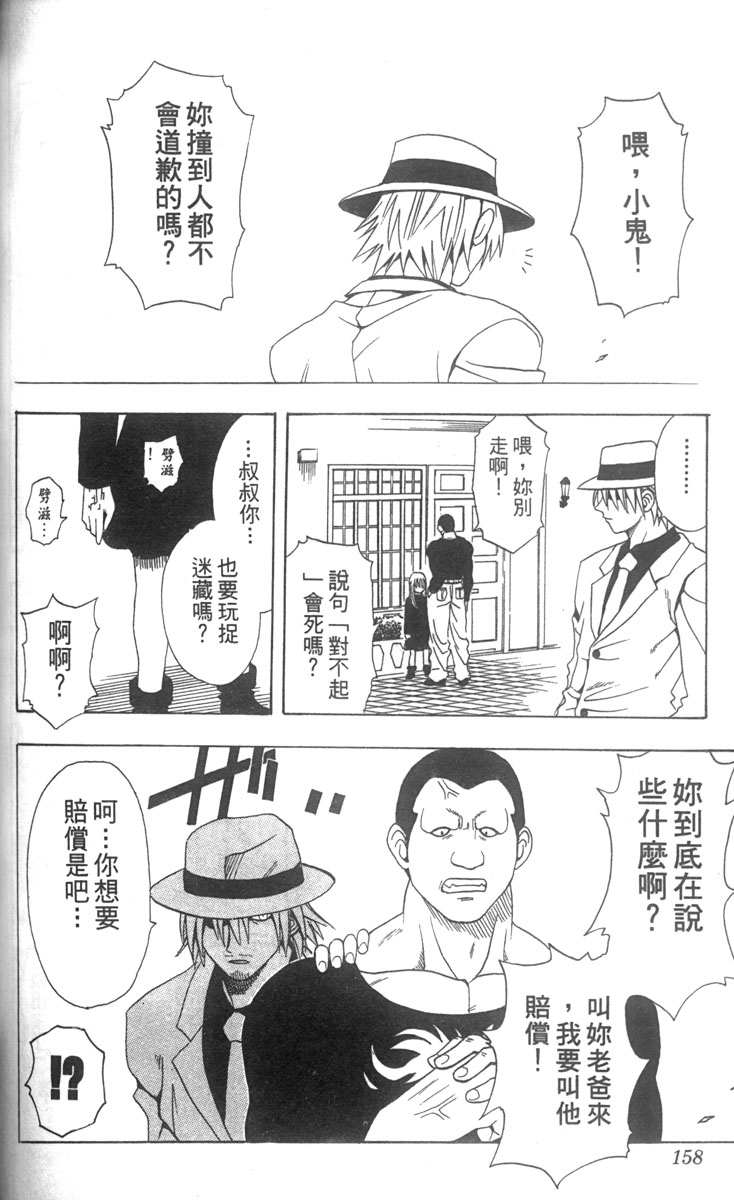 喂，小鬼！
妳撞到人都不
會道歉的嗎？
………
喂，妳別
走啊！
說句「對不起
」會死嗎？
…叔叔你…
也要玩捉
迷藏嗎？
劈滋
！
劈滋…
啊啊？
妳到底在說
些什麼啊？
叫妳老爸來
，我要叫他
賠償！
呵…你想要
賠償是吧…
!?
158